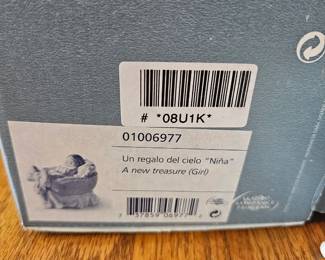 # *08U1K*
01006977
Un regalo del cielo "Niña"
A new treasure (Girl)